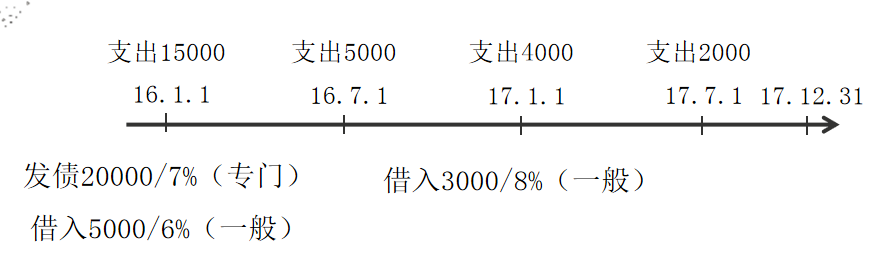 支出15000 支出5000 支出4000 支出2000
16.1.1 16.7.1 17.1.1 17.7.1 17.12.31
发债20000/7%（专门） 借入3000/8%（一般）
借入5000/6%（一般）